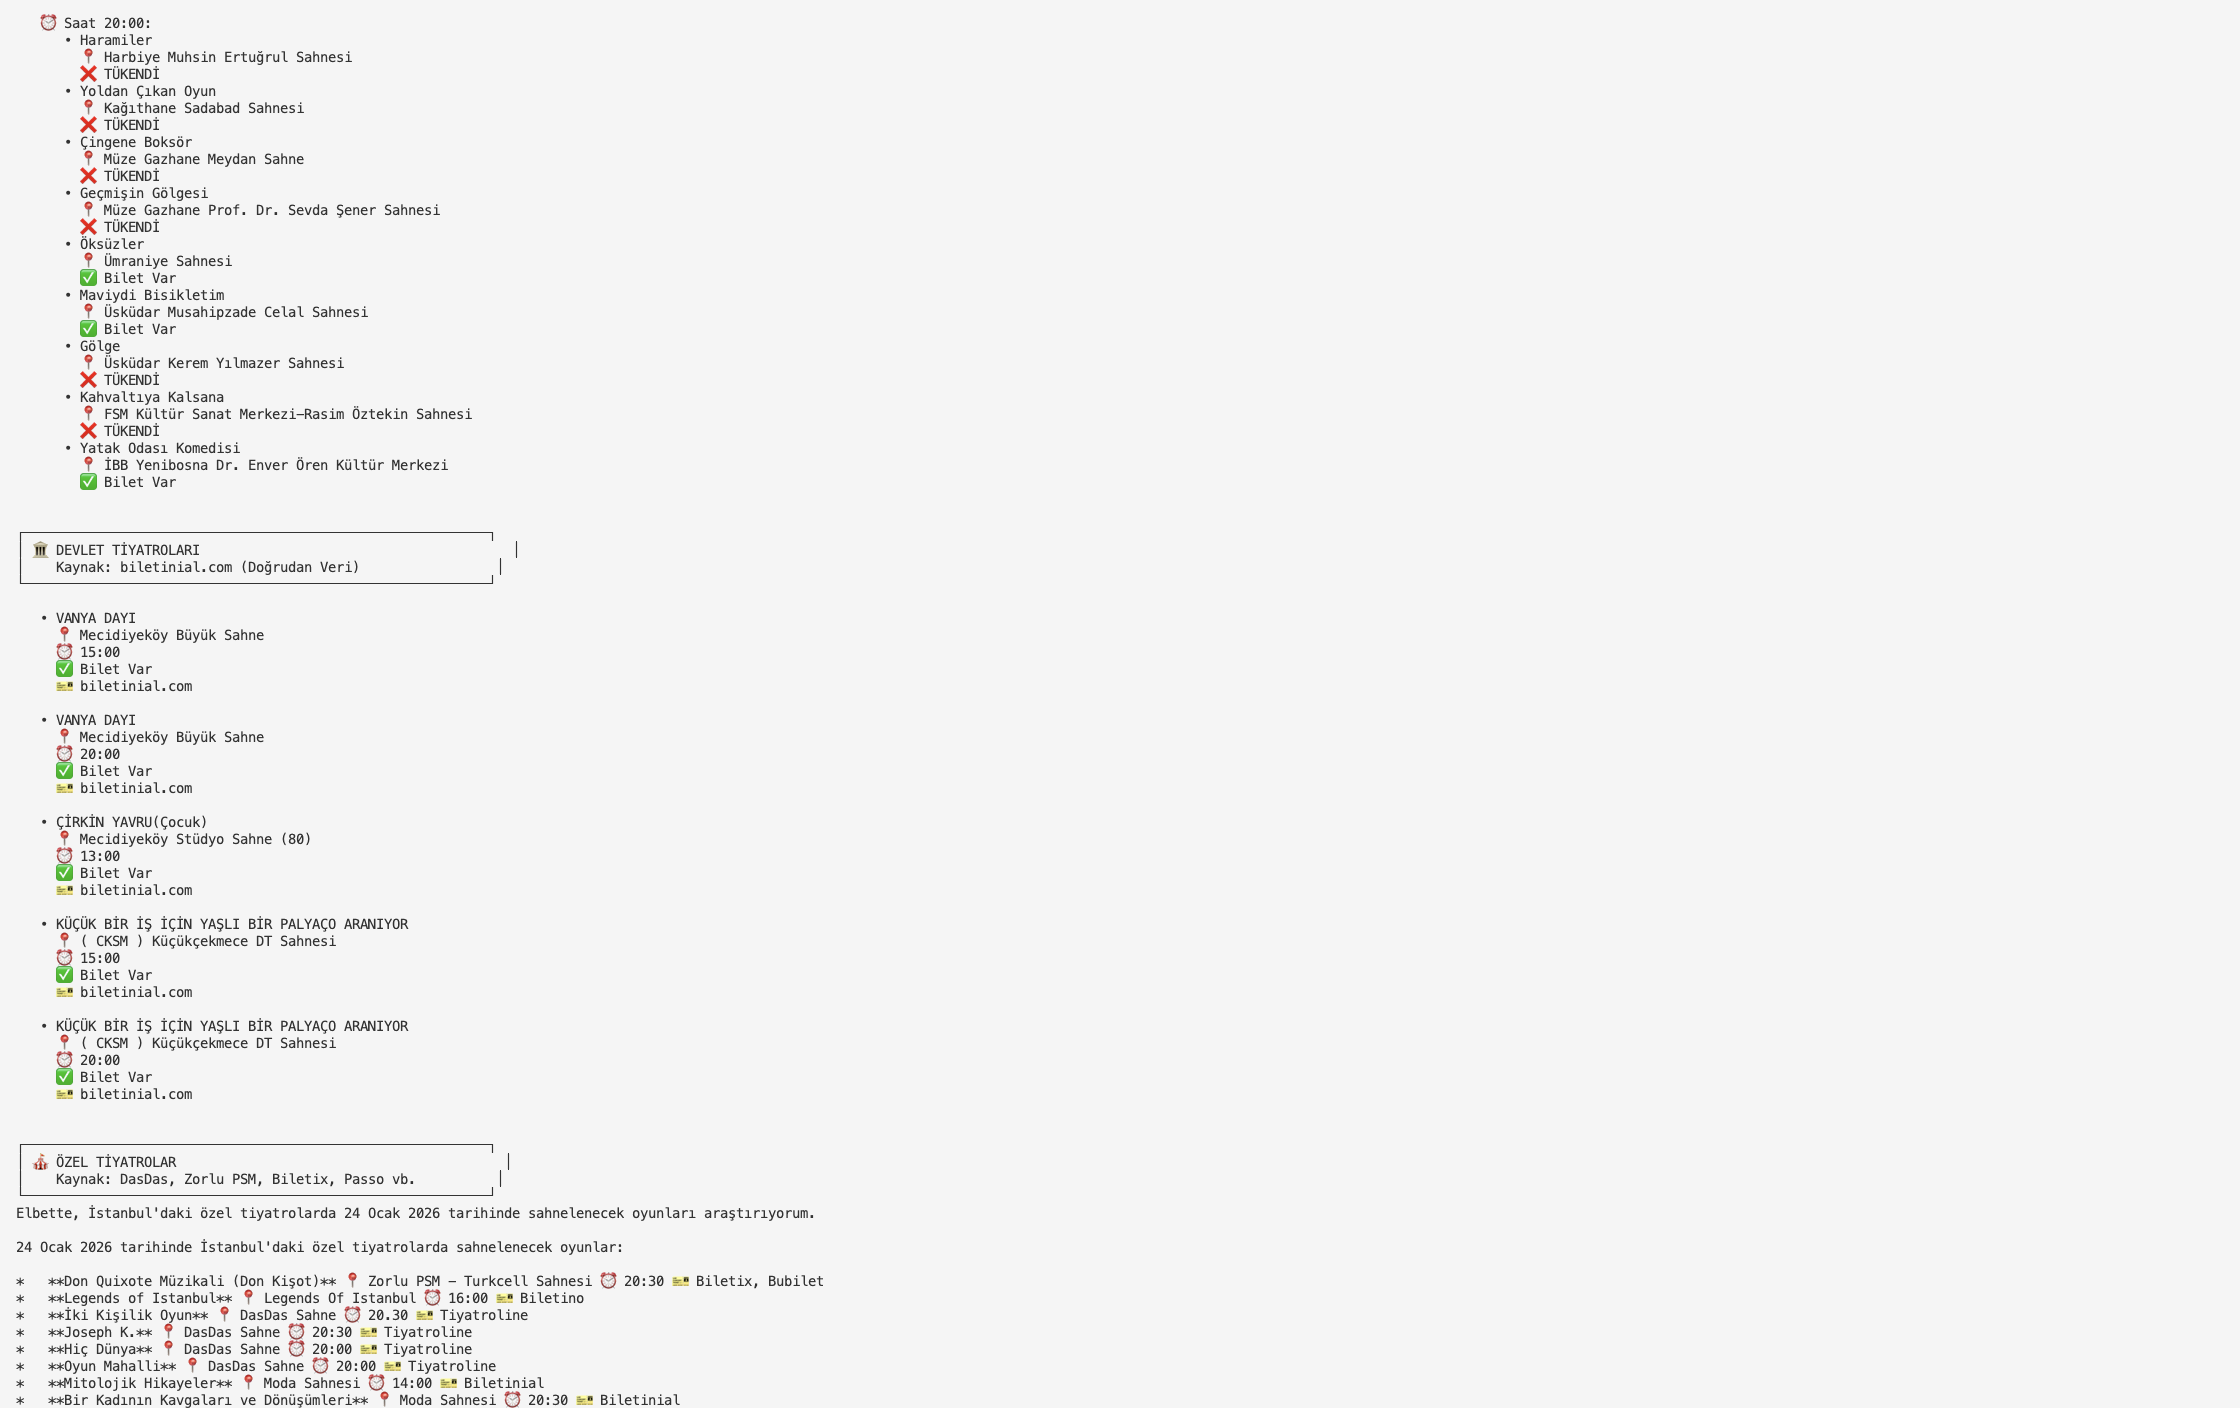 ⏰ Saat 20:00:
• Haramiler
📍 Harbiye Muhsin Ertuğrul Sahnesi
❌ TÜKENDİ
• Yoldan Çıkan Oyun
📍 Kağıthane Sadabad Sahnesi
❌ TÜKENDİ
• Çingene Boksör
📍 Müze Gazhane Meydan Sahne
❌ TÜKENDİ
• Geçmişin Gölgesi
📍 Müze Gazhane Prof. Dr. Sevda Şener Sahnesi
❌ TÜKENDİ
• Öksüzler
📍 Ümraniye Sahnesi
✅ Bilet Var
• Maviydi Bisikletim
📍 Üsküdar Musahipzade Celal Sahnesi
✅ Bilet Var
• Gölge
📍 Üsküdar Kerem Yılmazer Sahnesi
❌ TÜKENDİ
• Kahvaltıya Kalsana
📍 FSM Kültür Sanat Merkezi–Rasim Öztekin Sahnesi
❌ TÜKENDİ
• Yatak Odası Komedisi
📍 İBB Yenibosna Dr. Enver Ören Kültür Merkezi
✅ Bilet Var
🏛️ DEVLET TİYATROLARI
Kaynak: biletinial.com (Doğrudan Veri)
• VANYA DAYI
📍 Mecidiyeköy Büyük Sahne
⏰ 15:00
✅ Bilet Var
🎫 biletinial.com
• VANYA DAYI
📍 Mecidiyeköy Büyük Sahne
⏰ 20:00
✅ Bilet Var
🎫 biletinial.com
• ÇİRKİN YAVRU(Çocuk)
📍 Mecidiyeköy Stüdyo Sahne (80)
⏰ 13:00
✅ Bilet Var
🎫 biletinial.com
• KÜÇÜK BİR İŞ İÇİN YAŞLI BİR PALYAÇO ARANIYOR
📍 ( CKSM ) Küçükçekmece DT Sahnesi
⏰ 15:00
✅ Bilet Var
🎫 biletinial.com
• KÜÇÜK BİR İŞ İÇİN YAŞLI BİR PALYAÇO ARANIYOR
📍 ( CKSM ) Küçükçekmece DT Sahnesi
⏰ 20:00
✅ Bilet Var
🎫 biletinial.com
🎪 ÖZEL TİYATROLAR
Kaynak: DasDas, Zorlu PSM, Biletix, Passo vb.
Elbette, İstanbul'daki özel tiyatrolarda 24 Ocak 2026 tarihinde sahnelenecek oyunları araştırıyorum.
24 Ocak 2026 tarihinde İstanbul'daki özel tiyatrolarda sahnelenecek oyunlar:
*   **Don Quixote Müzikali (Don Kişot)** 📍 Zorlu PSM – Turkcell Sahnesi ⏰ 20:30 🎫 Biletix, Bubilet
*   **Legends of Istanbul** 📍 Legends Of Istanbul ⏰ 16:00 🎫 Biletino
*   **İki Kişilik Oyun** 📍 DasDas Sahne ⏰ 20.30 🎫 Tiyatroline
*   **Joseph K.** 📍 DasDas Sahne ⏰ 20:30 🎫 Tiyatroline
*   **Hiç Dünya** 📍 DasDas Sahne ⏰ 20:00 🎫 Tiyatroline
*   **Oyun Mahalli** 📍 DasDas Sahne ⏰ 20:00 🎫 Tiyatroline
*   **Mitolojik Hikayeler** 📍 Moda Sahnesi ⏰ 14:00 🎫 Biletinial
*   **Bir Kadının Kavgaları ve Dönüşümleri** 📍 Moda Sahnesi ⏰ 20:30 🎫 Biletinial